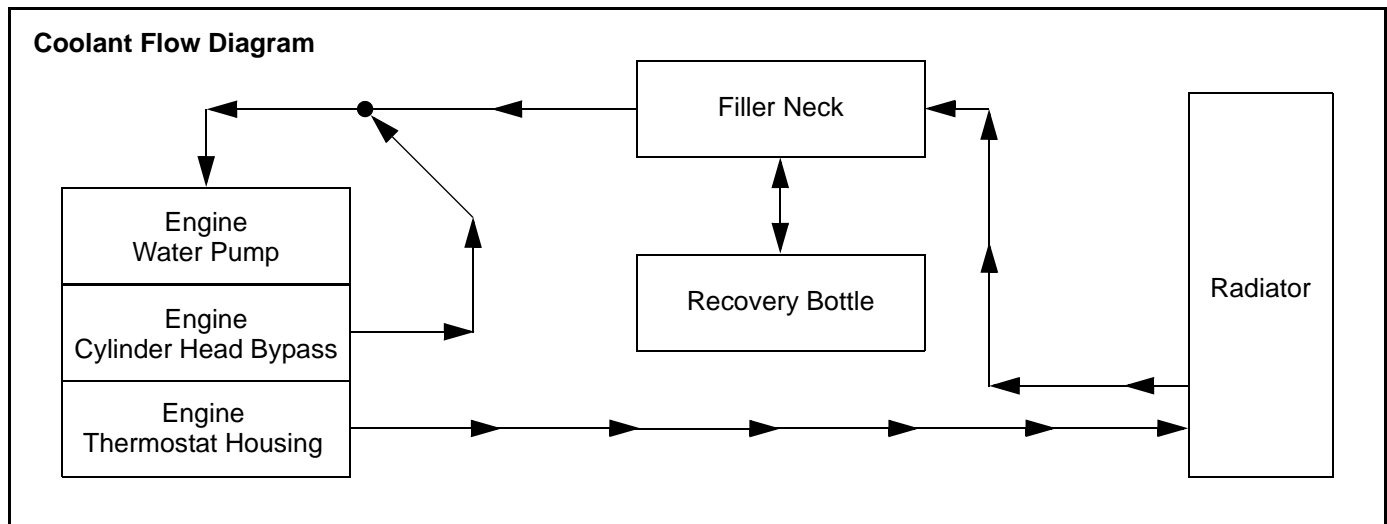 Coolant Flow Diagram
Filler Neck
Engine
Water Pump
Recovery Bottle
Radiator
Engine
Cylinder Head Bypass
Engine
Thermostat Housing